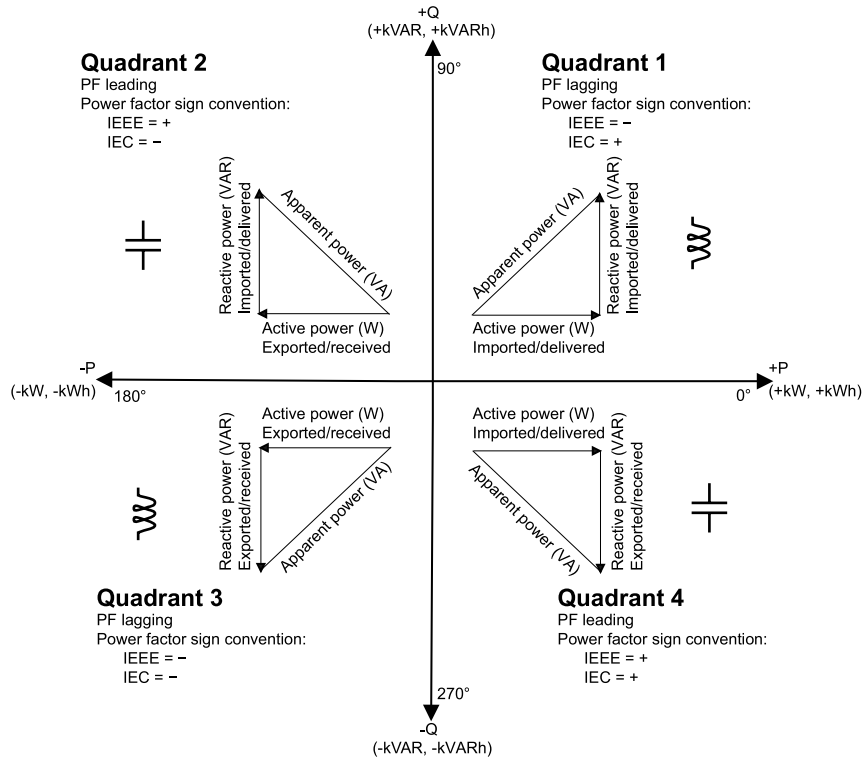 +Q
(+kVAR, +kVARh)
90°
Quadrant 2
PF leading
Power factor sign convention:
IEEE = +
IEC = −
Reactive power (VAR)
Imported/delivered
Apparent power (VA)
Active power (W)
Exported/received
Quadrant 1
PF lagging
Power factor sign convention:
IEEE = −
IEC = +
Apparent power (VA)
Reactive power (VAR)
Imported/delivered
Active power (W)
Imported/delivered
-P
(-kW, -kWh)
180°
0°
+P
(+kW, +kWh)
Active power (W)
Exported/received
Reactive power (VAR)
Exported/received
Apparent power (VA)
Quadrant 3
PF lagging
Power factor sign convention:
IEEE = −
IEC = −
Active power (W)
Imported/delivered
Apparent power (VA)
Reactive power (VAR)
Exported/received
Quadrant 4
PF leading
Power factor sign convention:
IEEE = +
IEC = +
270°
-Q
(-kVAR, -kVARh)